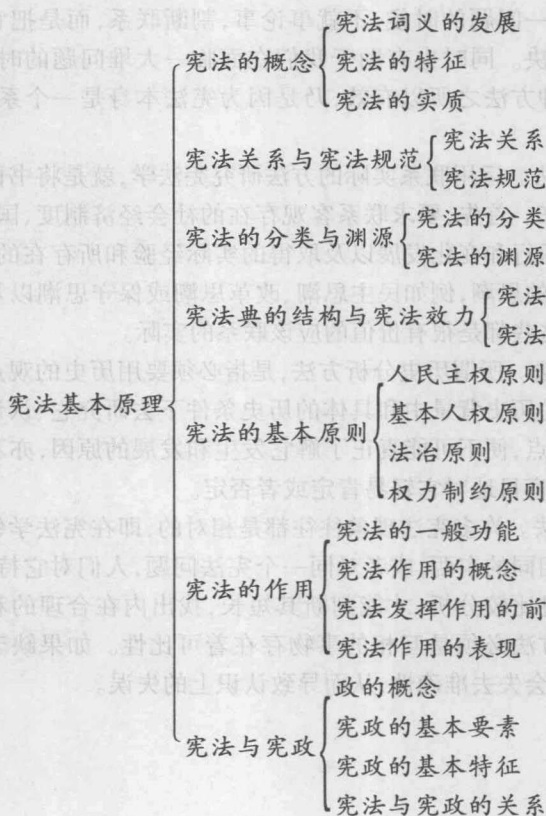 宪法基本原理
宪法的概念
宪法词义的发展
宪法的特征
宪法的实质
宪法关系与宪法规范
宪法关系
宪法规范
宪法的分类与渊源
宪法的分类
宪法的渊源
宪法典的结构与宪法效力
宪法
宪法
宪法的基本原则
人民主权原则
基本人权原则
法治原则
权力制约原则
宪法的作用
宪法的一般功能
宪法作用的概念
宪法发挥作用的前
宪法作用的表现
宪法与宪政
政的概念
宪政的基本要素
宪政的基本特征
宪法与宪政的关系